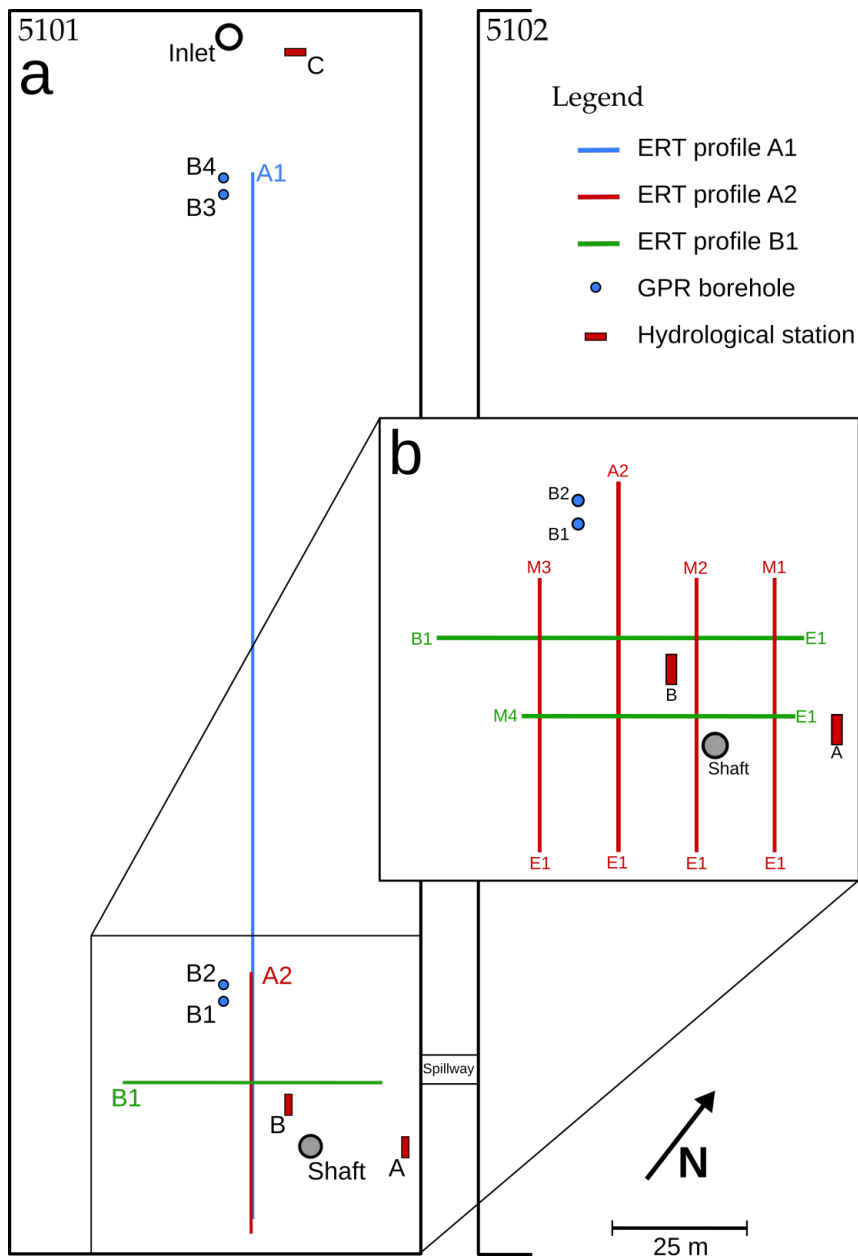 5101
5102
a
Inlet
C
Legend
ERT profile A1
ERT profile A2
ERT profile B1
GPR borehole
Hydrological station
B4
B3
A1
b
A2
B2
B1
M3
M2
M1
B1
E1
B
M4
E1
A
Shaft
E1
E1
E1
E1
B2
B1
A2
B1
B
Shaft
A
Spillway
N
25 m